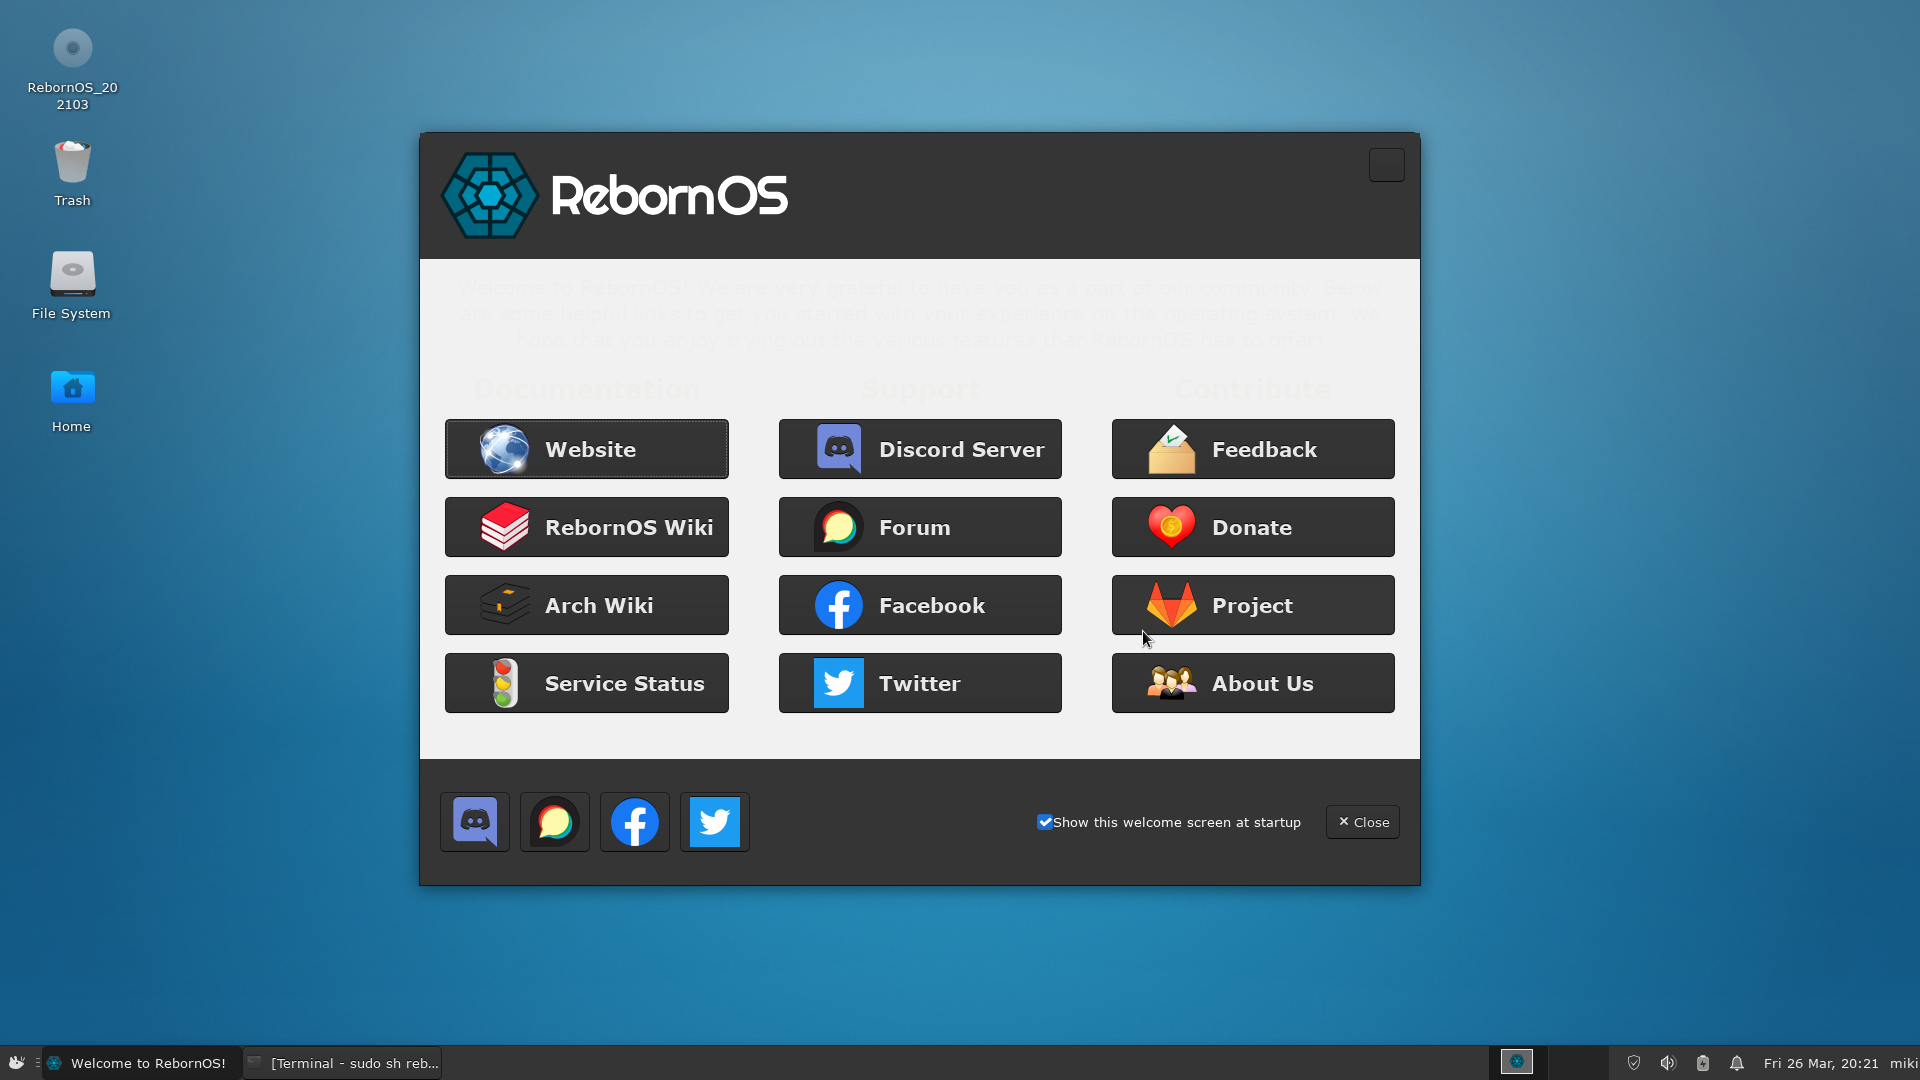 RebornOS_20
2103
Trash
File System
Home
RebornOS
Welcome to RebornOS! We are very grateful to have you as a part of our community. Below
are some helpful links to get you started with your experience on the operating system. We
hope that you enjoy trying out the various features that RebornOS has to offer!
Documentation
Support
Contribute
Website
Discord Server
Feedback
RebornOS Wiki
Forum
Donate
Arch Wiki
Facebook
Project
Service Status
Twitter
About Us
Show this welcome screen at startup
Close
Welcome to RebornOS!
[Terminal - sudo sh reb...
Fri 26 Mar, 20:21
miki